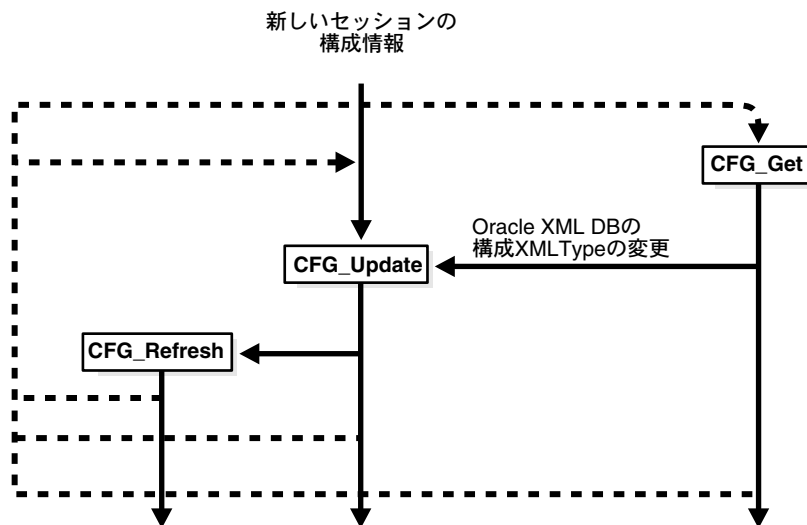 新しいセッションの
構成情報
CFG_Get
Oracle XML DBの
構成XMLTypeの変更
CFG_Update
CFG_Refresh